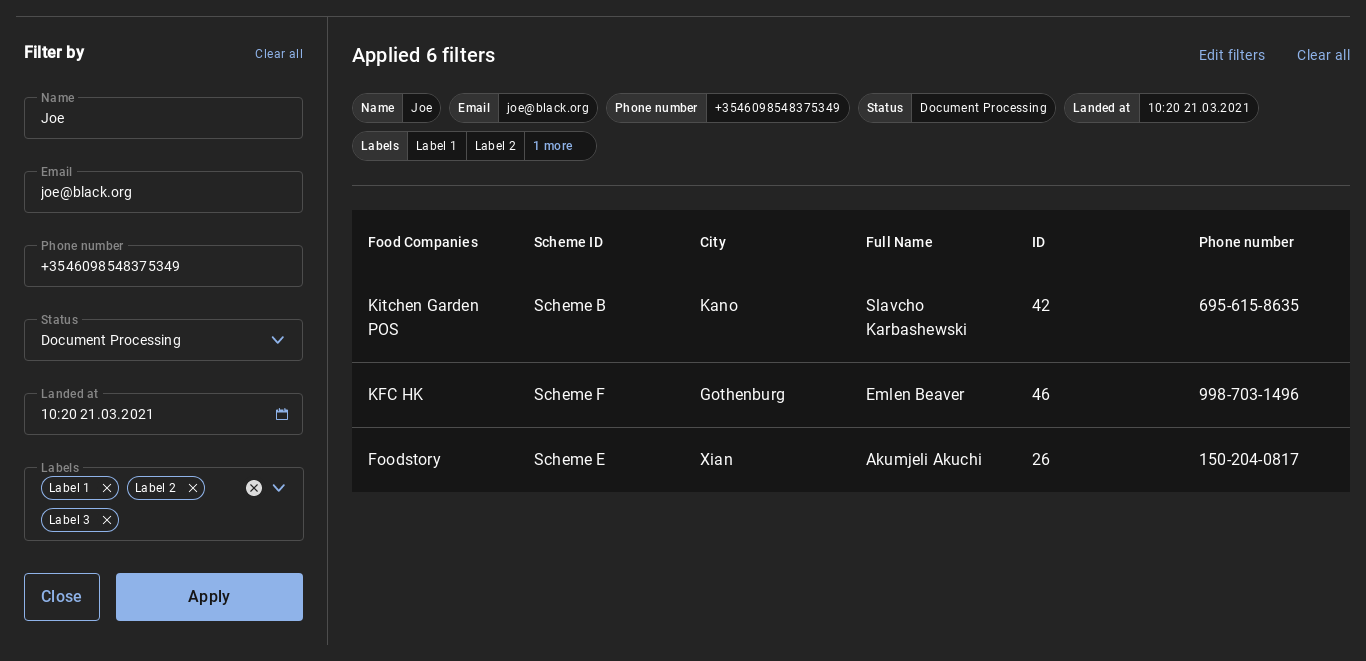 Filter by
Clear all
Name
Joe
Email
joe@black.org
Phone number
+3546098548375349
Status
Document Processing
Landed at
10:20 21.03.2021
Labels
Label 1 Label 2
Label 3
Close Apply
Applied 6 filters
Edit filters Clear all
Name Joe Email joe@black.org Phone number +3546098548375349 Status Document Processing Landed at 10:20 21.03.2021
Labels Label 1 Label 2 1 more
Food Companies Scheme ID City Full Name ID Phone number
Kitchen Garden Scheme B Kano Slavcho 42 695-615-8635
POS Karbashewski
KFC HK Scheme F Gothenburg Emlen Beaver 46 998-703-1496
Foodstory Scheme E Xian Akumjeli Akuchi 26 150-204-0817